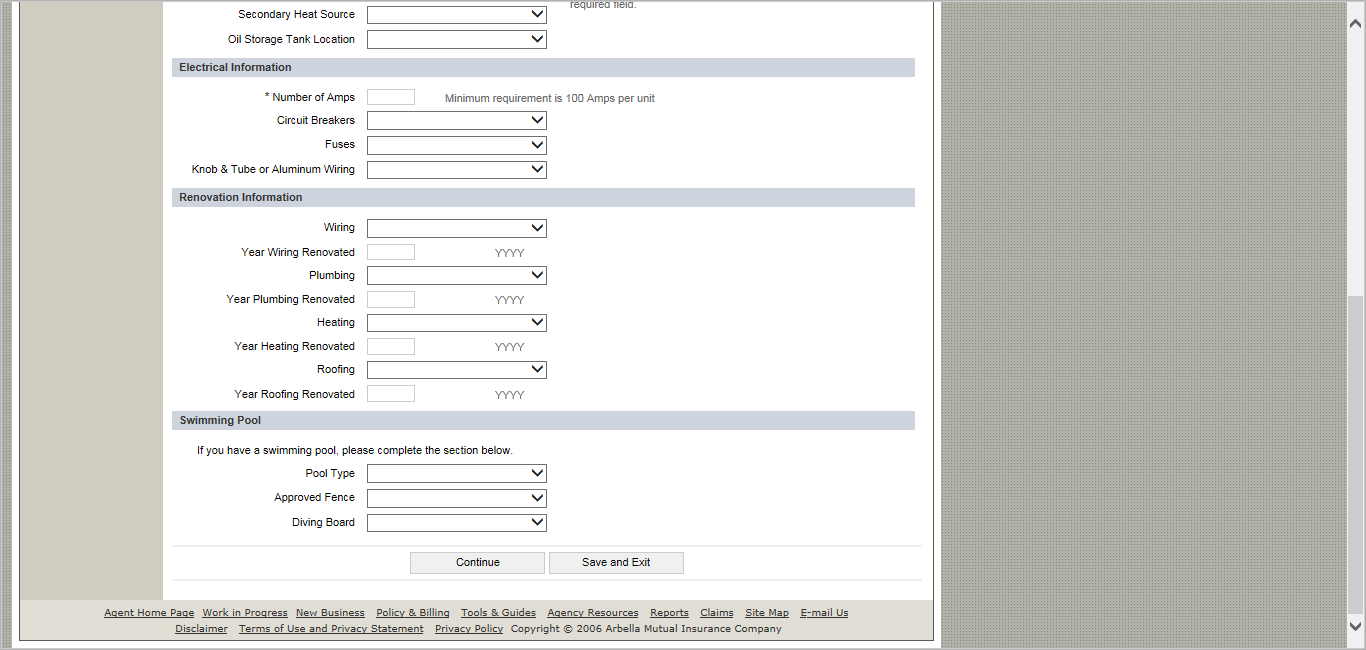 required field.
Secondary Heat Source
Oil Storage Tank Location
Electrical Information
* Number of Amps Minimum requirement is 100 Amps per unit
Circuit Breakers
Fuses
Knob & Tube or Aluminum Wiring
Renovation Information
Wiring
Year Wiring Renovated YYYY
Plumbing
Year Plumbing Renovated YYYY
Heating
Year Heating Renovated YYYY
Roofing
Year Roofing Renovated YYYY
Swimming Pool
If you have a swimming pool, please complete the section below.
Pool Type
Approved Fence
Diving Board
Continue Save and Exit
Agent Home Page Work in Progress New Business Policy & Billing Tools & Guides Agency Resources Reports Claims Site Map E-mail Us
Disclaimer Terms of Use and Privacy Statement Privacy Policy Copyright © 2006 Arbella Mutual Insurance Company